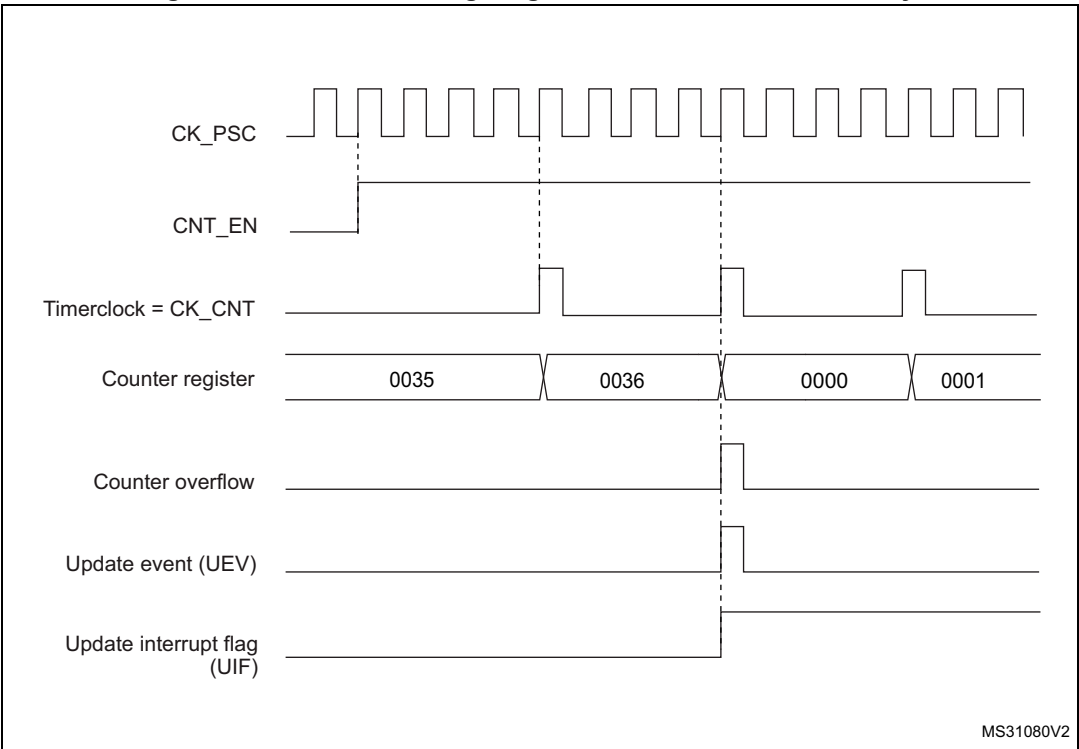 CK_PSC
CNT_EN
Timerclock = CK_CNT
Counter register
0035
0036
0000
0001
Counter overflow
Update event (UEV)
Update interrupt flag
(UIF)
MS31080V2